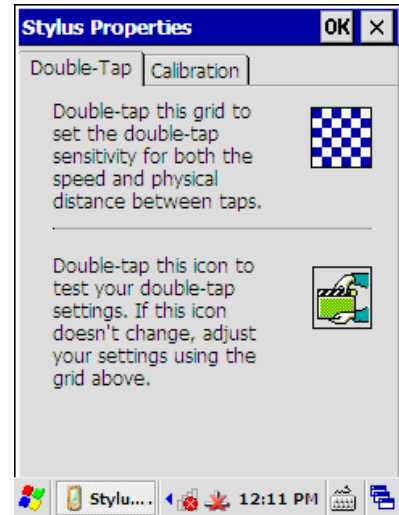 Stylus Properties OK ×
Double-Tap Calibration
Double-tap this grid to
set the double-tap
sensitivity for both the
speed and physical
distance between taps.
Double-tap this icon to
test your double-tap
settings. If this icon
doesn't change, adjust
your settings using the
grid above.
Stylu.... 12:11 PM